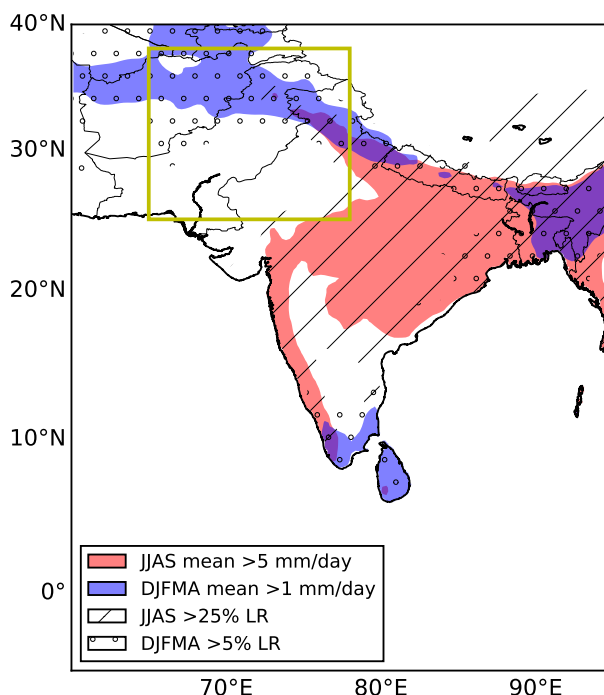 40°N
30°N
20°N
10°N
0°
JJAS mean >5 mm/day
DJFMA mean >1 mm/day
JJAS >25% LR
DJFMA >5% LR
70°E 80°E 90°E